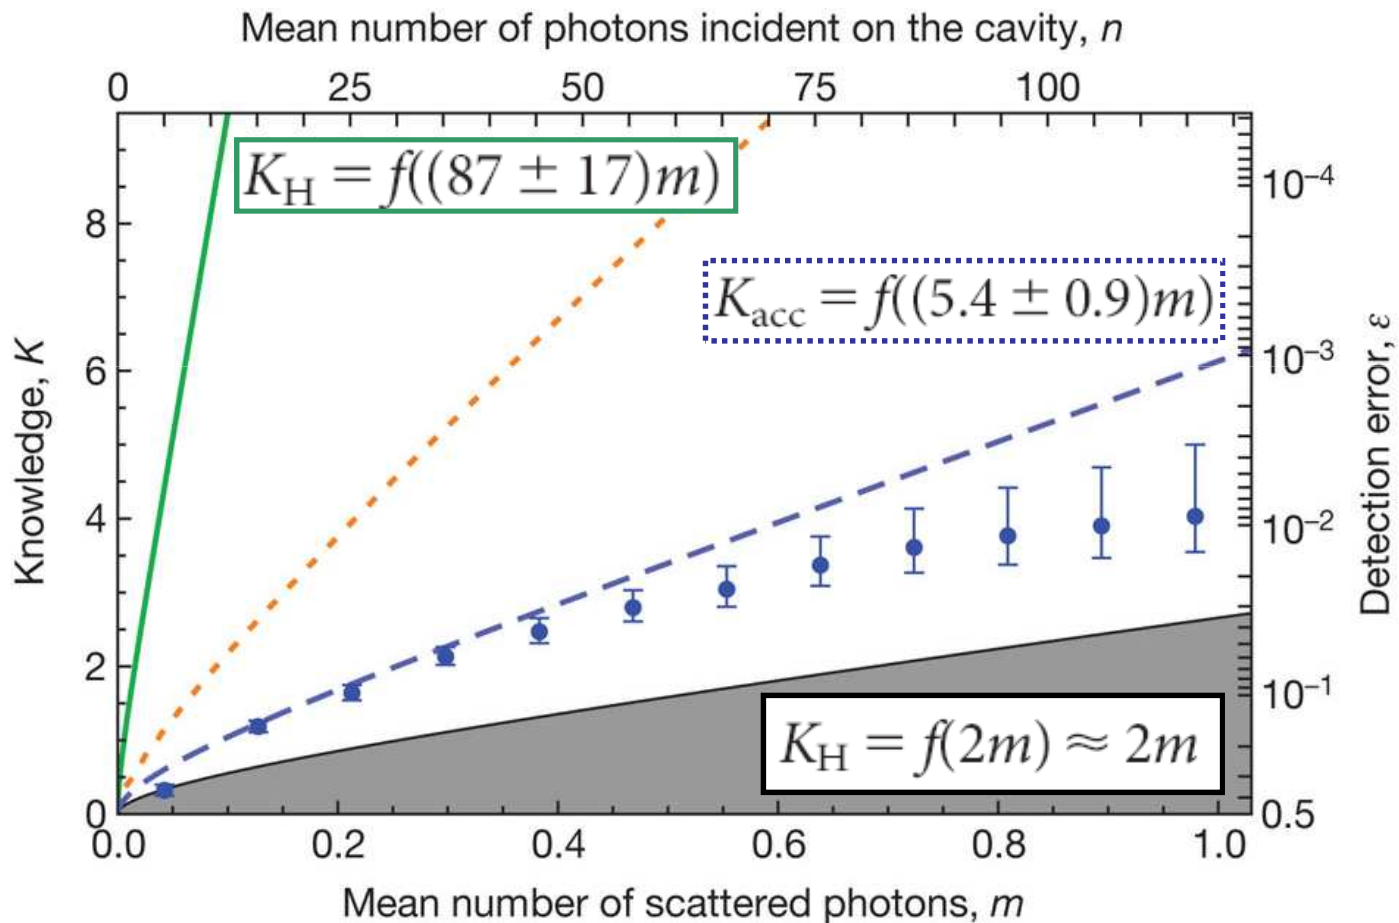 Mean number of photons incident on the cavity, n
0 25 50 75 100
K_H = f((87 ± 17)m)
K_acc = f((5.4 ± 0.9)m)
K_H = f(2m) ≈ 2m
Knowledge, K
8
6
4
2
0
10⁻⁴
10⁻³
10⁻²
10⁻¹
0.5
Detection error, ε
0.0 0.2 0.4 0.6 0.8 1.0
Mean number of scattered photons, m